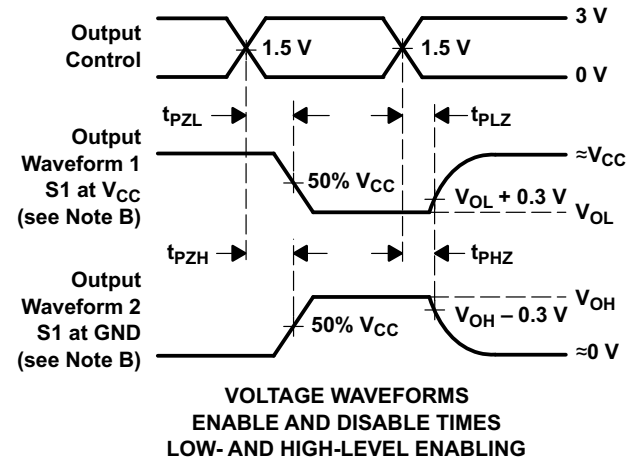 Output
Control
1.5 V
1.5 V
3 V
0 V
tPZL
tPLZ
Output
Waveform 1
S1 at VCC
(see Note B)
50% VCC
VOL + 0.3 V
≈VCC
VOL
tPZH
tPHZ
Output
Waveform 2
S1 at GND
(see Note B)
50% VCC
VOH – 0.3 V
VOH
≈0 V
VOLTAGE WAVEFORMS
ENABLE AND DISABLE TIMES
LOW- AND HIGH-LEVEL ENABLING